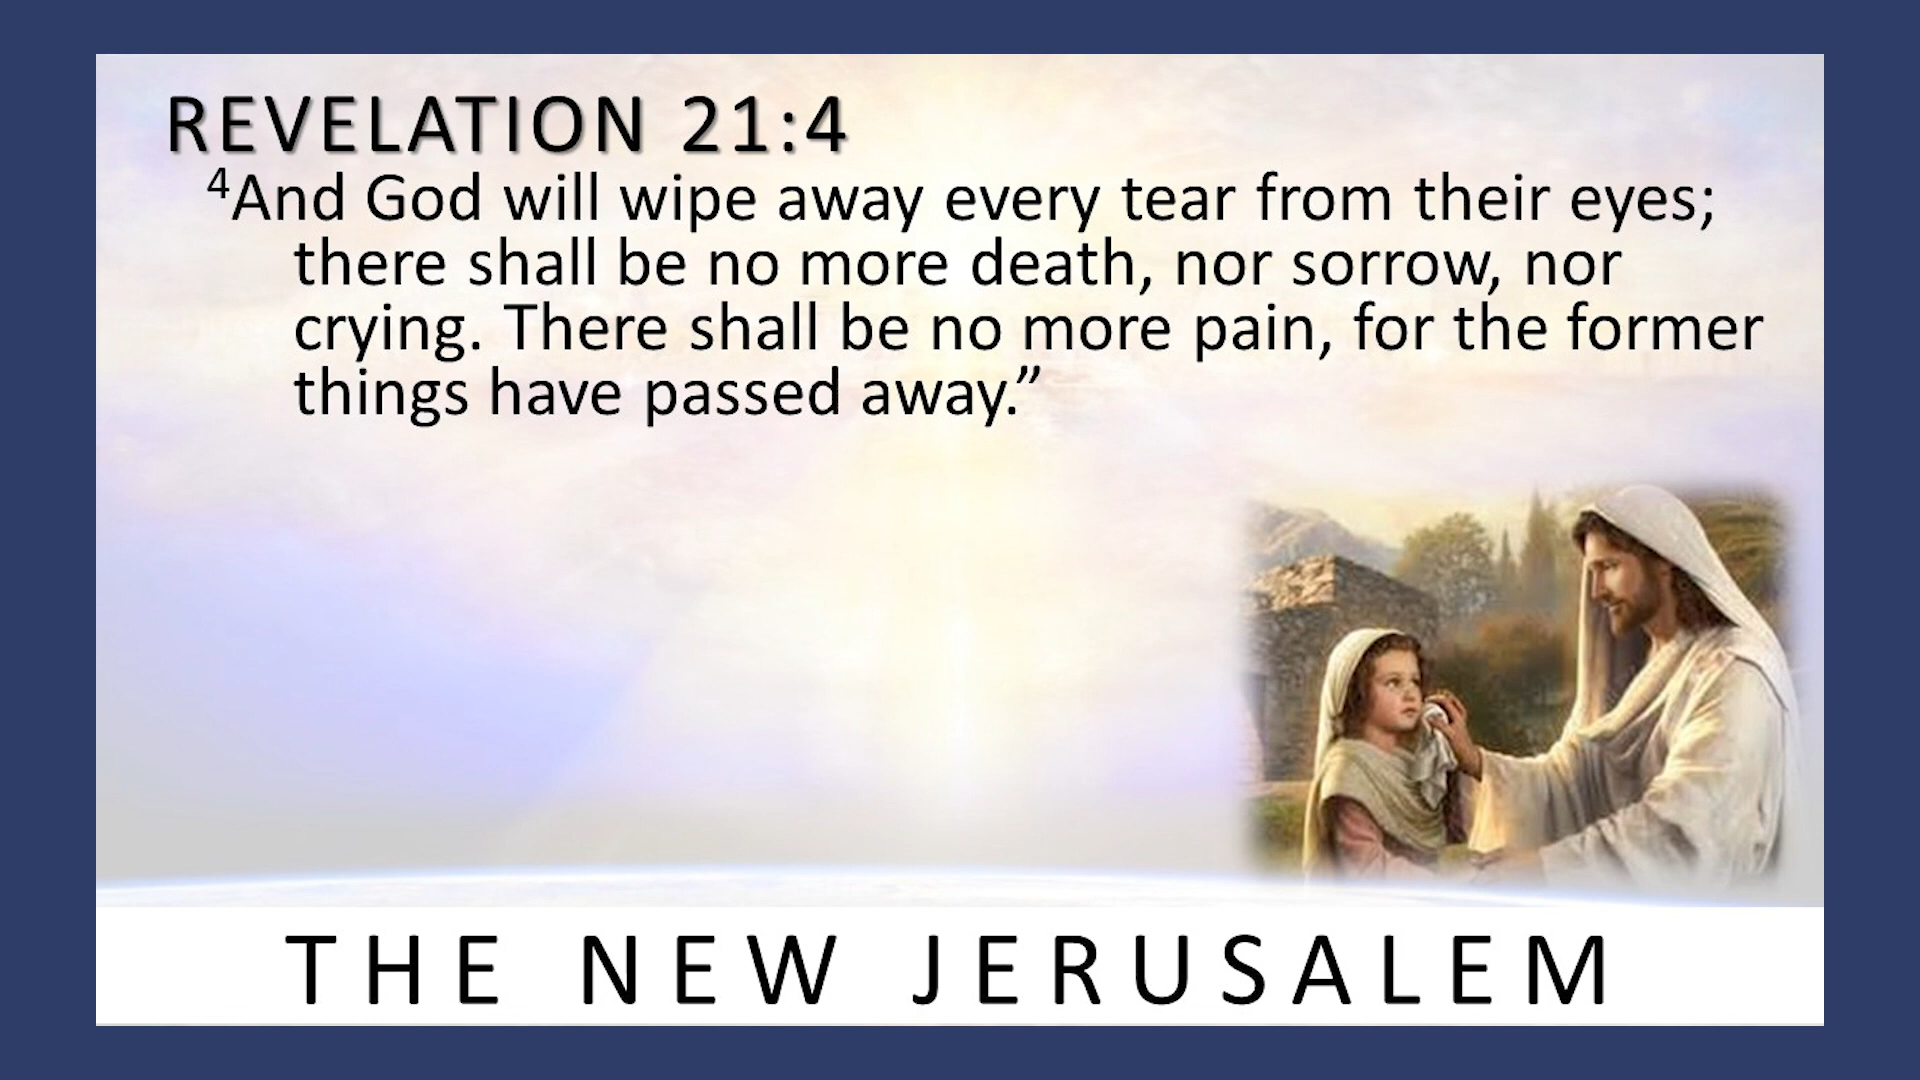 REVELATION 21:4
⁴And God will wipe away every tear from their eyes;
there shall be no more death, nor sorrow, nor
crying. There shall be no more pain, for the former
things have passed away.”
THE NEW JERUSALEM